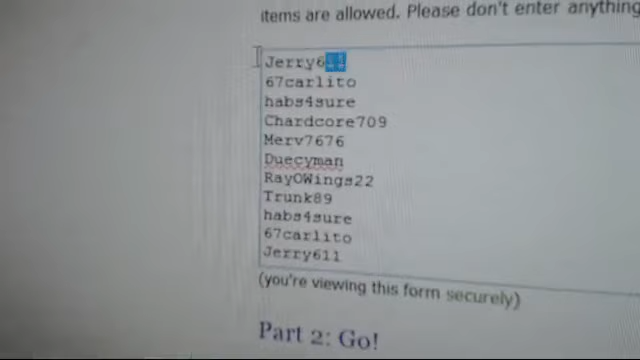 items are allowed. Please don't enter anything
Jerry611
67carlito
habs4sure
Chardcore709
Merv7676
Duecyman
RayOWings22
Trunk89
habs4sure
67carlito
Jerry611
(you're viewing this form securely)
Part 2: Go!